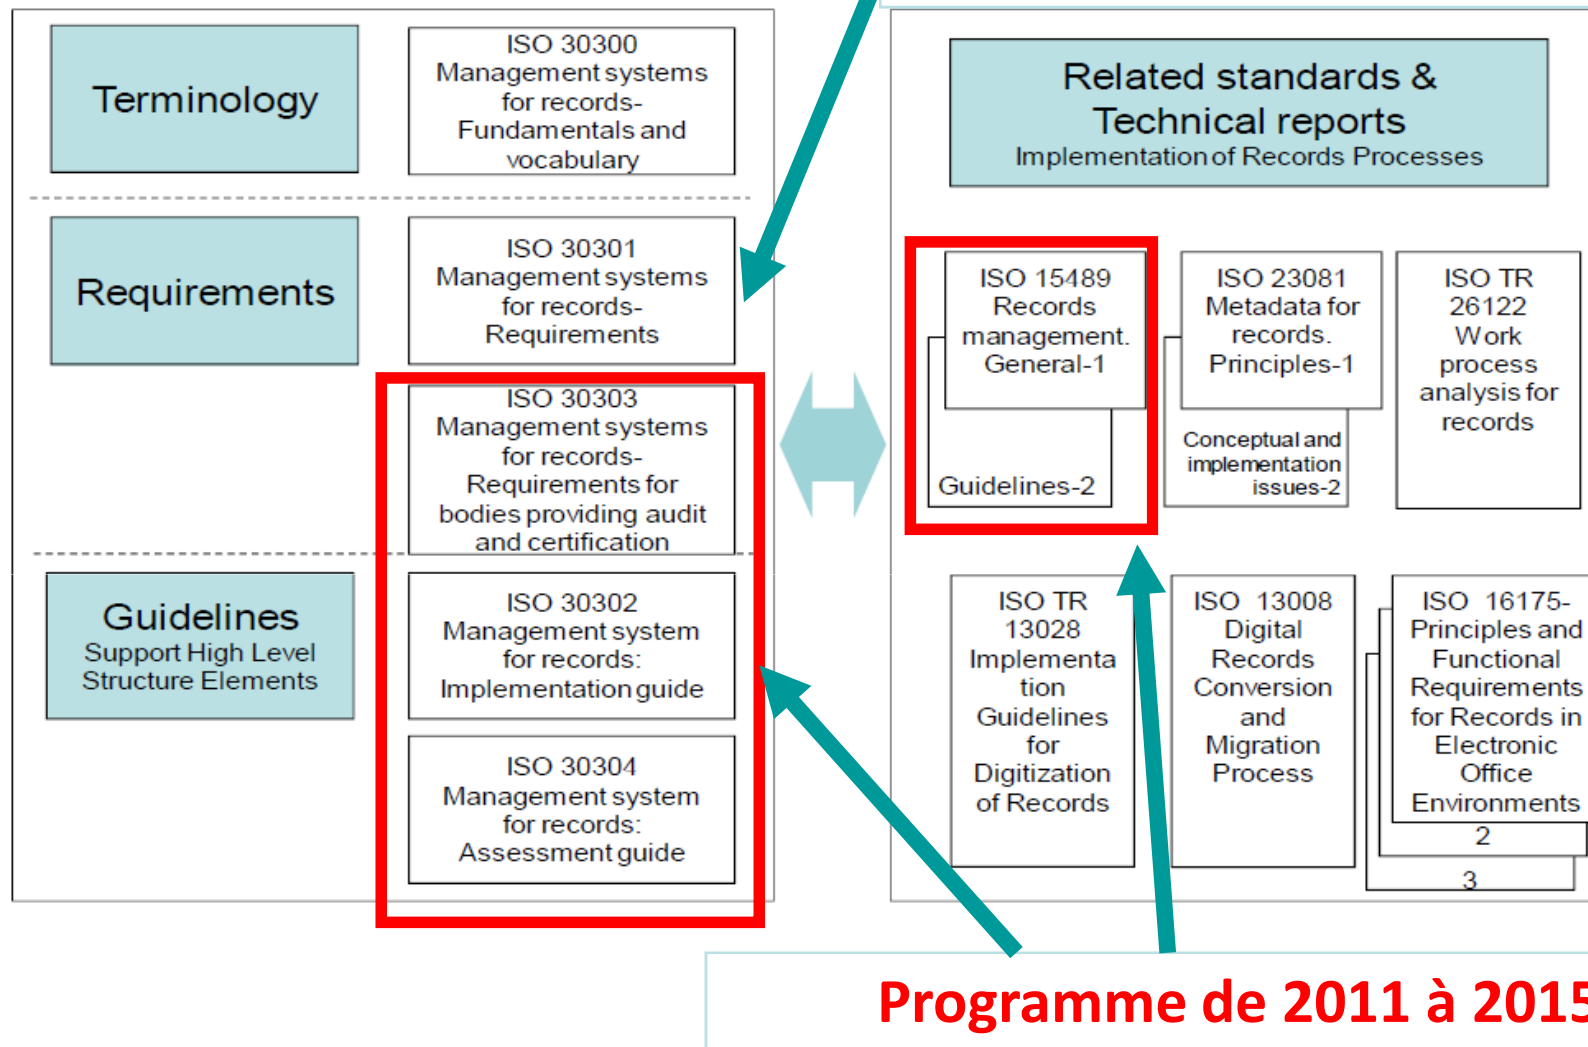 Terminology
ISO 30300
Management systems
for records-
Fundamentals and
vocabulary
Requirements
ISO 30301
Management systems
for records-
Requirements
ISO 30303
Management systems
for records-
Requirements for
bodies providing audit
and certification
Guidelines
Support High Level
Structure Elements
ISO 30302
Management system
for records:
Implementation guide
ISO 30304
Management system
for records:
Assessment guide
Related standards &
Technical reports
Implementation of Records Processes
ISO 15489
Records
management.
General-1
Guidelines-2
ISO 23081
Metadata for
records.
Principles-1
Conceptual and
implementation
issues-2
ISO TR
26122
Work
process
analysis for
records
ISO TR
13028
Implementa
tion
Guidelines
for
Digitization
of Records
ISO 13008
Digital
Records
Conversion
and
Migration
Process
ISO 16175-
Principles and
Functional
Requirements
for Records in
Electronic
Office
Environments
2
3
Programme de 2011 à 2015